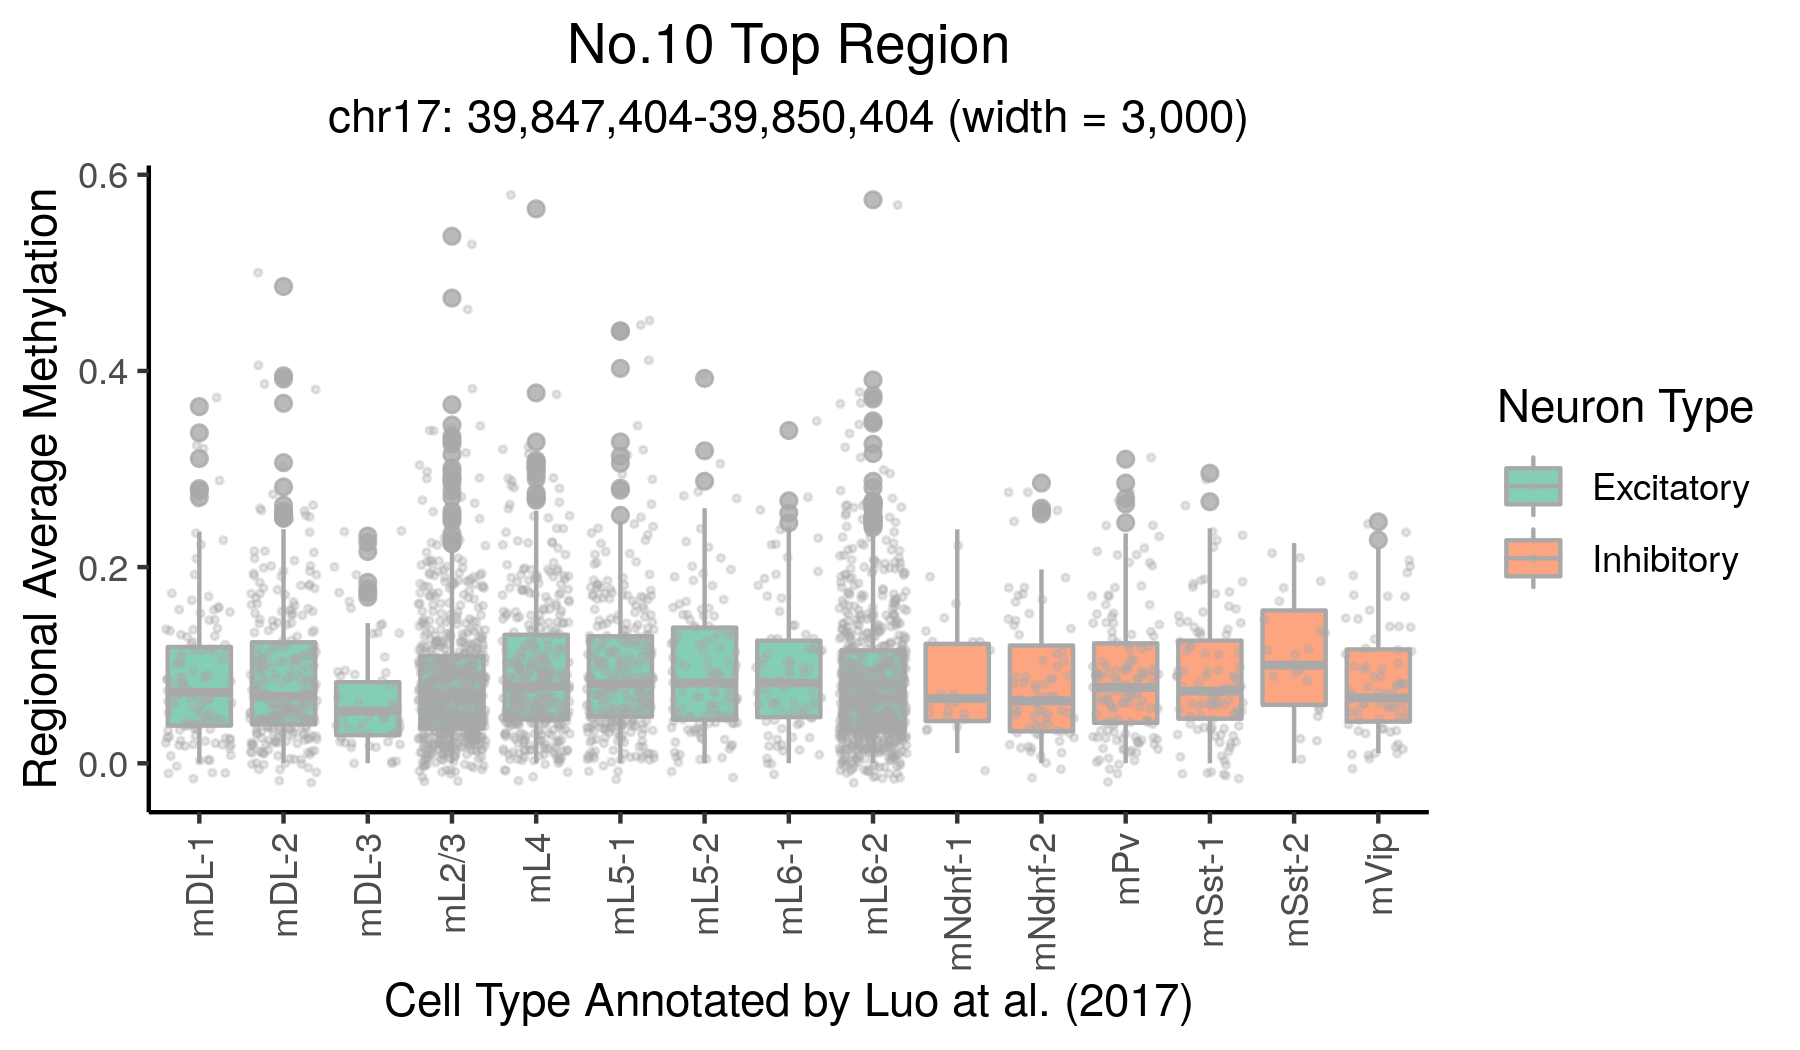 No.10 Top Region
chr17: 39,847,404-39,850,404 (width = 3,000)
Regional Average Methylation
0.6
0.4
0.2
0.0
mDL-1
mDL-2
mDL-3
mL2/3
mL4
mL5-1
mL5-2
mL6-1
mL6-2
mNdnf-1
mNdnf-2
mPv
mSst-1
mSst-2
mVip
Cell Type Annotated by Luo at al. (2017)
Neuron Type
Excitatory
Inhibitory